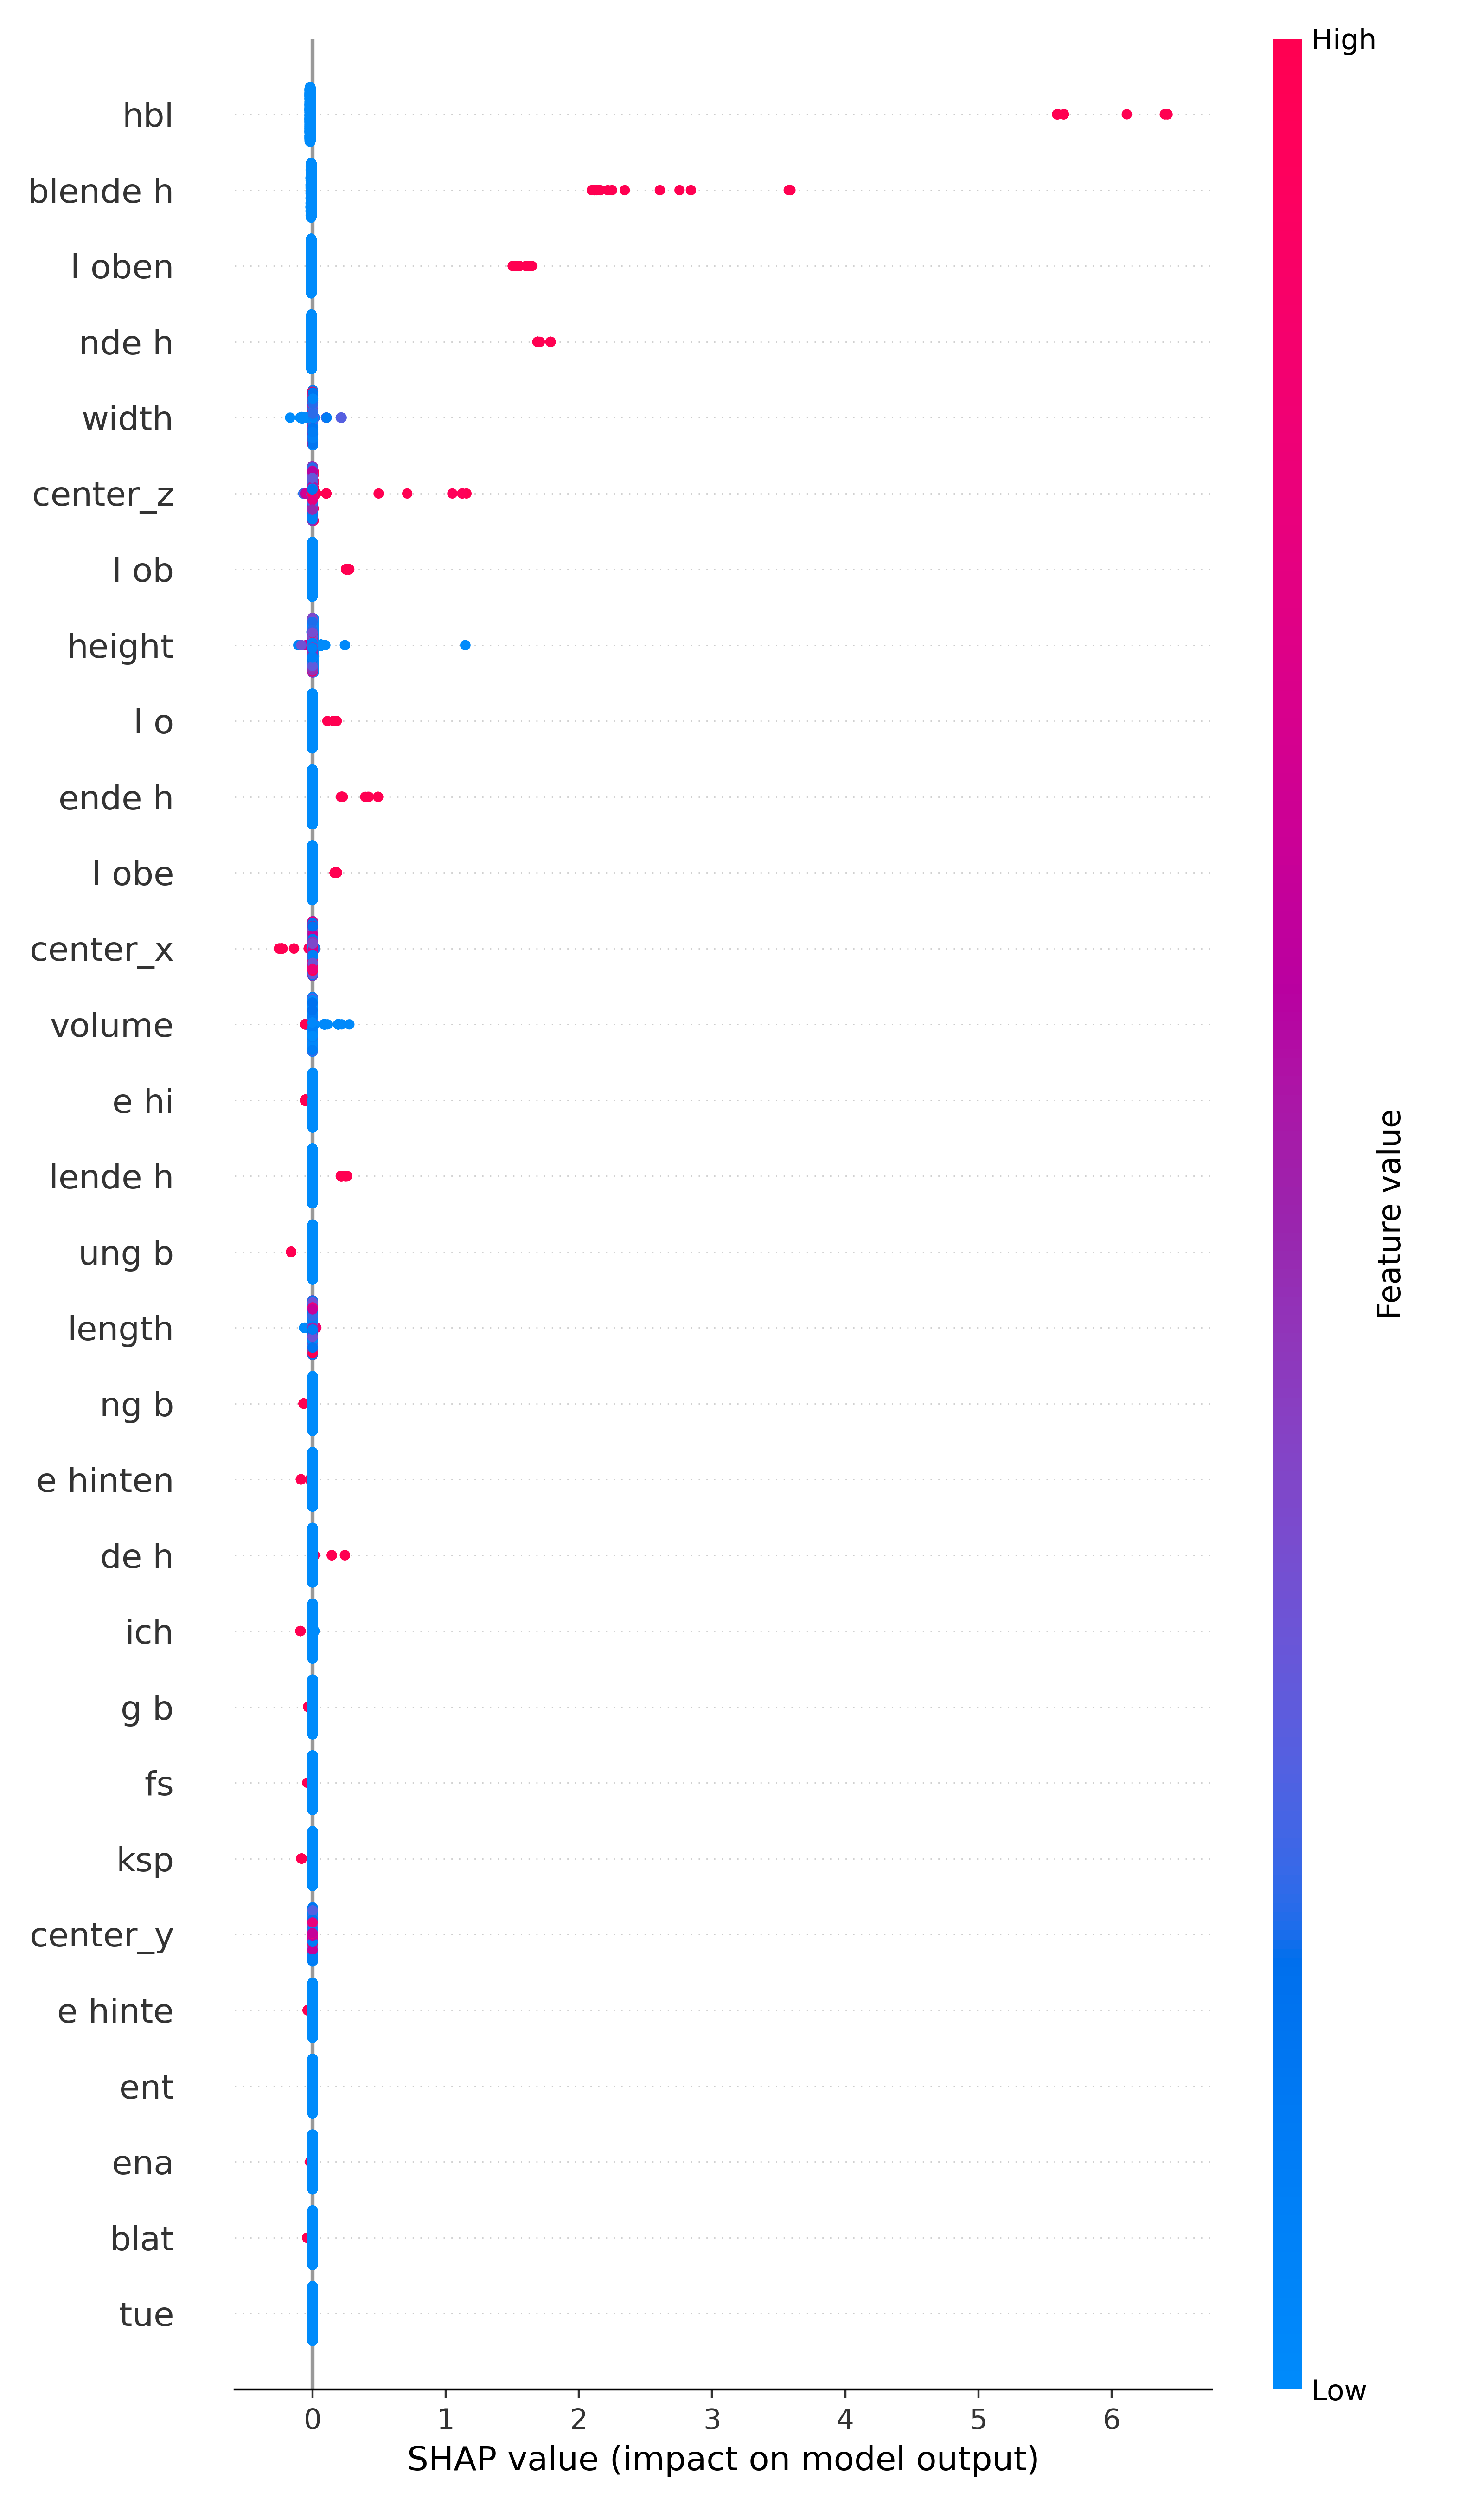 High
hbl
blende h
l oben
nde h
width
center_z
l ob
height
l o
ende h
l obe
center_x
volume
e hi
lende h
ung b
length
ng b
e hinten
de h
ich
g b
fs
ksp
center_y
e hinte
ent
ena
blat
tue
Feature value
Low
0 1 2 3 4 5 6
SHAP value (impact on model output)